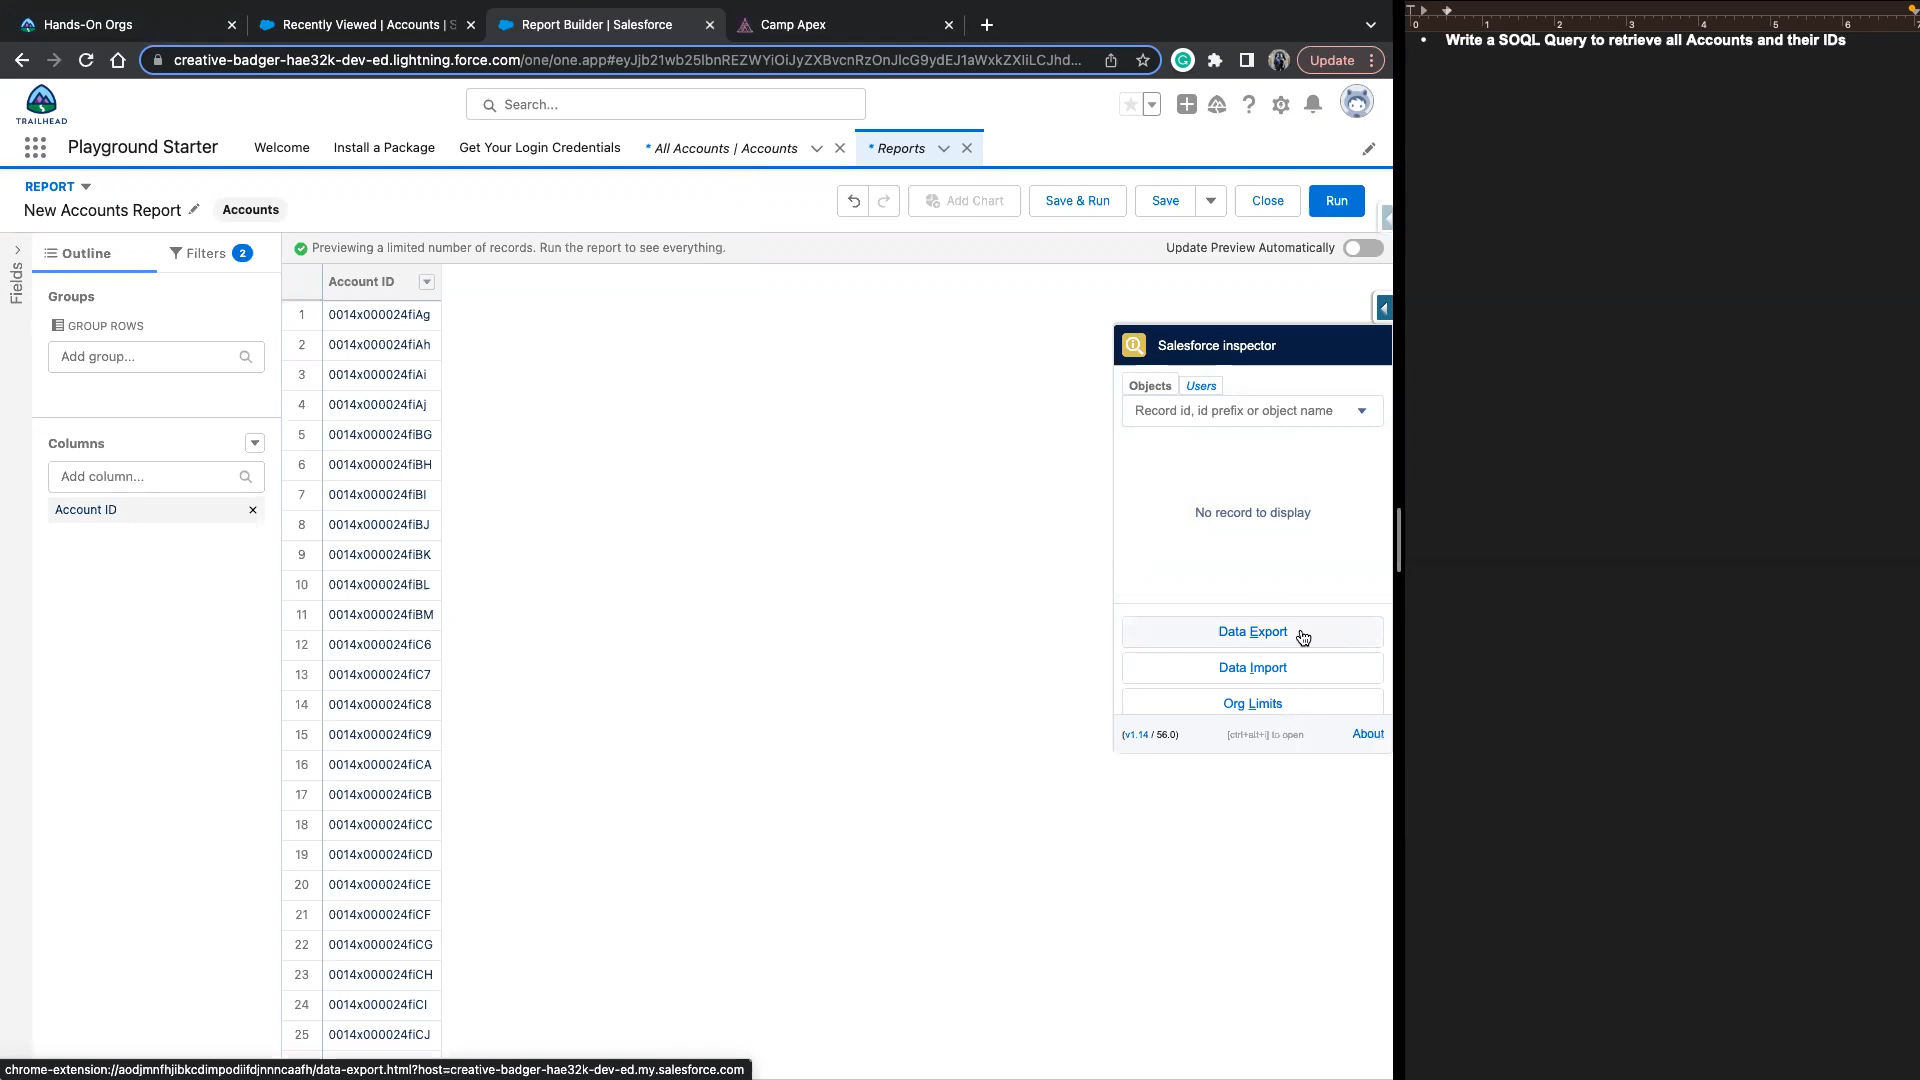 Hands-On Orgs
Recently Viewed | Accounts | S
Report Builder | Salesforce
Camp Apex
creative-badger-hae32k-dev-ed.lightning.force.com/one/one.app#eyJjb21wb25lbnREZWYiOiJyZXBvcnRzOnJlcG9ydEJ1aWxkZXIiLCJhd...
Update
TRAILHEAD
Search...
Playground Starter
Welcome
Install a Package
Get Your Login Credentials
* All Accounts | Accounts
* Reports
REPORT
New Accounts Report
Accounts
Add Chart
Save & Run
Save
Close
Run
Fields
Outline
Filters 2
Previewing a limited number of records. Run the report to see everything.
Update Preview Automatically
Groups
GROUP ROWS
Add group...
Columns
Add column...
Account ID
Account ID
1 0014x000024fiAg
2 0014x000024fiAh
3 0014x000024fiAi
4 0014x000024fiAj
5 0014x000024fiBG
6 0014x000024fiBH
7 0014x000024fiBI
8 0014x000024fiBJ
9 0014x000024fiBK
10 0014x000024fiBL
11 0014x000024fiBM
12 0014x000024fiC6
13 0014x000024fiC7
14 0014x000024fiC8
15 0014x000024fiC9
16 0014x000024fiCA
17 0014x000024fiCB
18 0014x000024fiCC
19 0014x000024fiCD
20 0014x000024fiCE
21 0014x000024fiCF
22 0014x000024fiCG
23 0014x000024fiCH
24 0014x000024fiCI
25 0014x000024fiCJ
Salesforce inspector
Objects
Users
Record id, id prefix or object name
No record to display
Data Export
Data Import
Org Limits
(v1.14 / 56.0)
[ctrl+alt+i] to open
About
chrome-extension://aodjmnfhjibkcdimpodiifdjnnncaafh/data-export.html?host=creative-badger-hae32k-dev-ed.my.salesforce.com
0 1 2 3 4 5 6 7
• Write a SOQL Query to retrieve all Accounts and their IDs